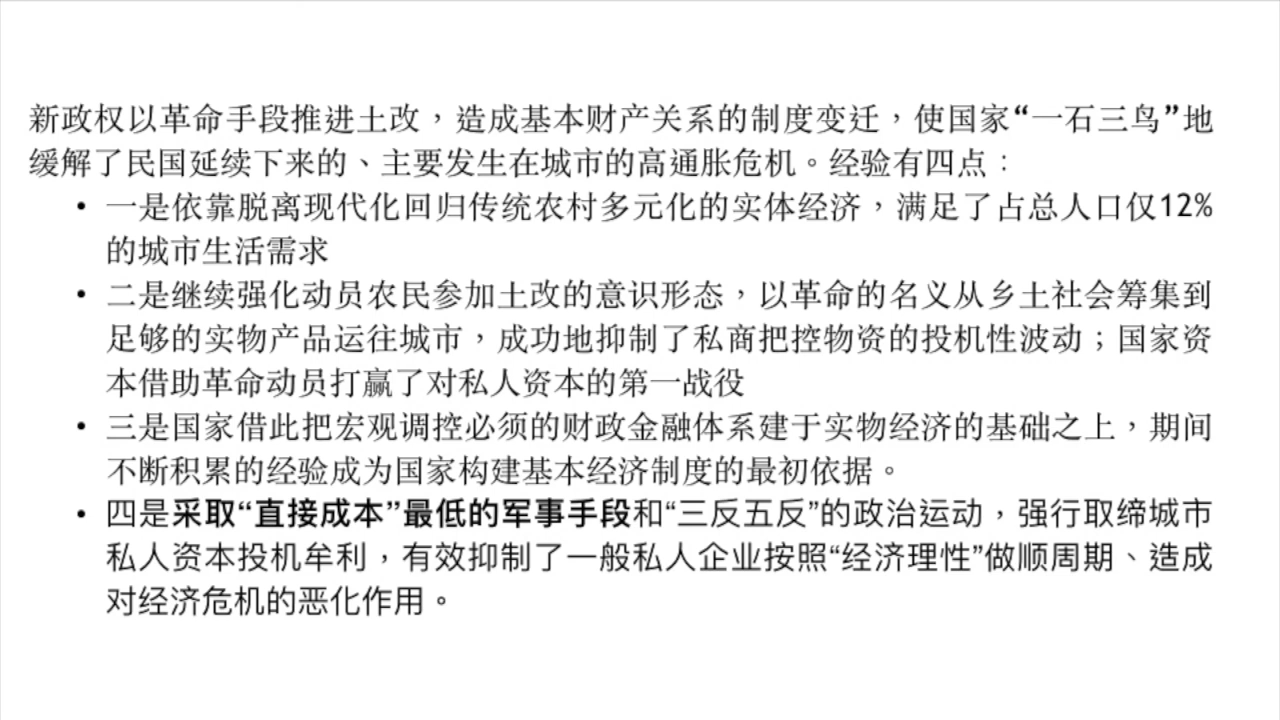 新政权以革命手段推进土改，造成基本财产关系的制度变迁，使国家“一石三鸟”地
缓解了民国延续下来的、主要发生在城市的高通胀危机。经验有四点：
• 一是依靠脱离现代化回归传统农村多元化的实体经济，满足了占总人口仅12%
的城市生活需求
• 二是继续强化动员农民参加土改的意识形态，以革命的名义从乡土社会筹集到
足够的实物产品运往城市，成功地抑制了私商把控物资的投机性波动；国家资
本借助革命动员打赢了对私人资本的第一战役
• 三是国家借此把宏观调控必须的财政金融体系建于实物经济的基础之上，期间
不断积累的经验成为国家构建基本经济制度的最初依据。
• 四是采取“直接成本”最低的军事手段和“三反五反”的政治运动，强行取缔城市
私人资本投机牟利，有效抑制了一般私人企业按照“经济理性”做顺周期、造成
对经济危机的恶化作用。